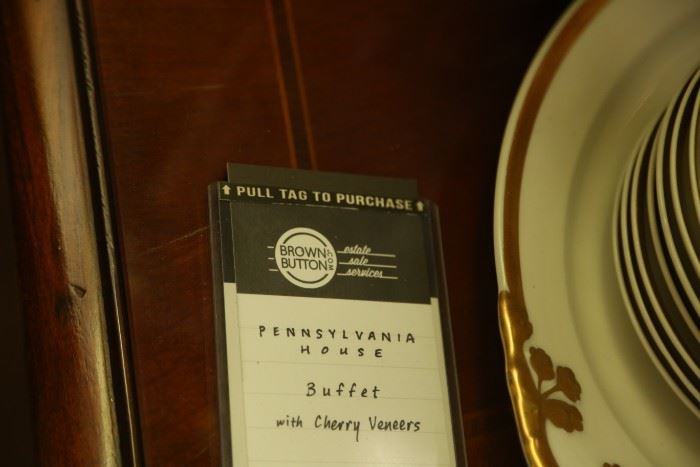 PULL TAG TO PURCHASE
BROWN
BUTTON
.COM
estate
sale
services
PENNSYLVANIA
HOUSE
Buffet
with Cherry Veneers